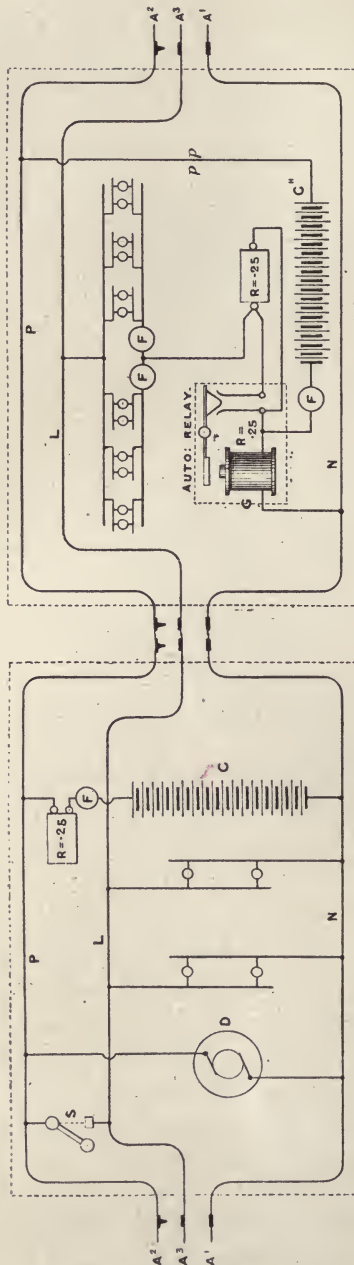 A²
A³
A¹
P
S
L
D
R=·25
F
C
N
P
L
F F
p p
AUTO: RELAY.
r
R=
·25
G
R=·25
F
C"
N
A²
A³
A¹